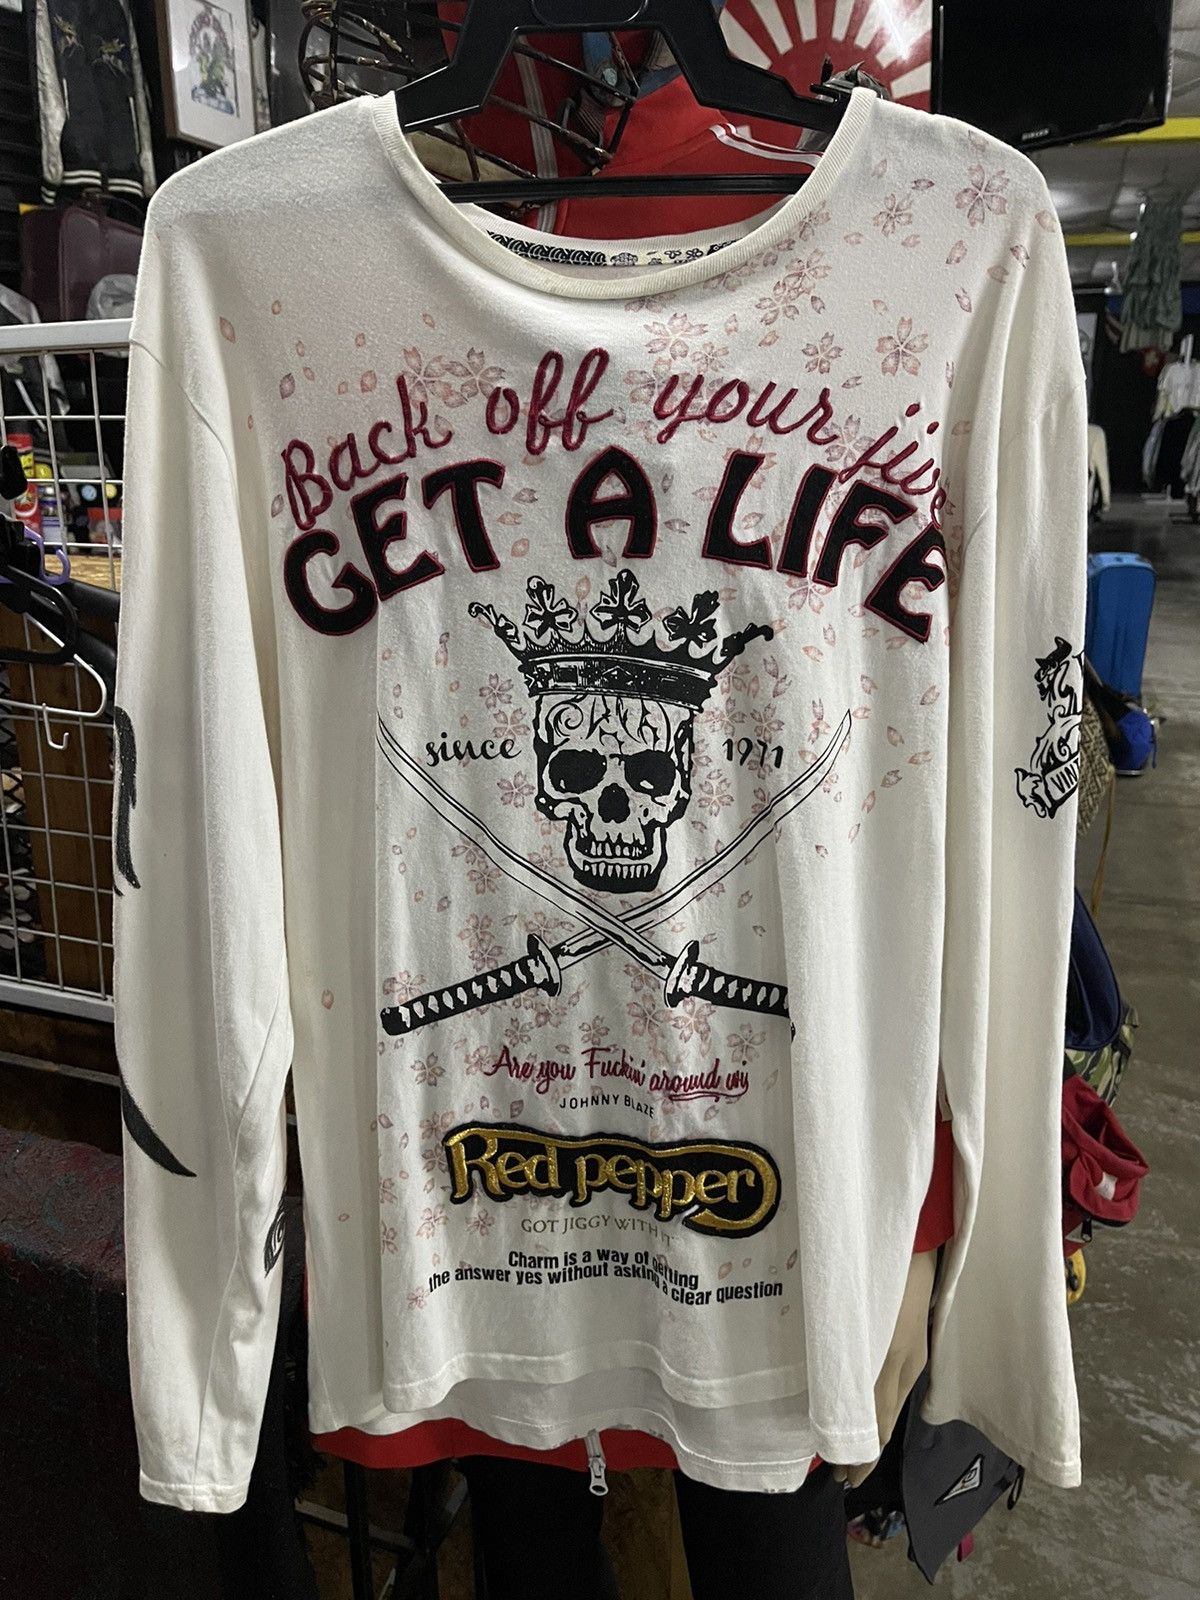 Back off your jive
GET A LIFE
since 1971
Are you Fuckin' around
JOHNNY BLAZE
Red pepper
GOT JIGGY WITH IT
Charm is a way of getting
the answer yes without asking a clear question